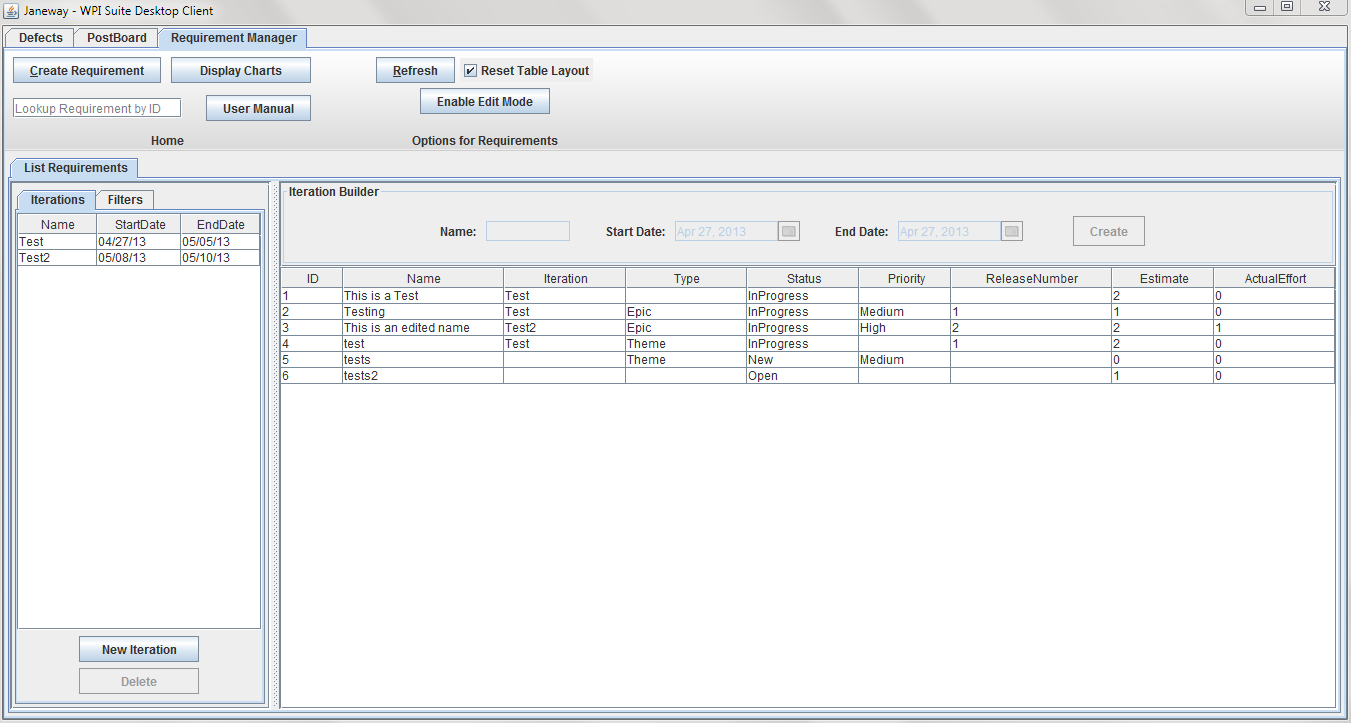 Janeway - WPI Suite Desktop Client
Defects PostBoard Requirement Manager
Create Requirement Display Charts Refresh Reset Table Layout
Lookup Requirement by ID User Manual Enable Edit Mode
Home Options for Requirements
List Requirements
Iterations Filters
Name StartDate EndDate
Test 04/27/13 05/05/13
Test2 05/08/13 05/10/13
New Iteration
Delete
Iteration Builder
Name: Start Date: Apr 27, 2013 End Date: Apr 27, 2013 Create
ID Name Iteration Type Status Priority ReleaseNumber Estimate ActualEffort
1 This is a Test Test InProgress 2 0
2 Testing Test Epic InProgress Medium 1 1 0
3 This is an edited name Test2 Epic InProgress High 2 2 1
4 test Test Theme InProgress 1 2 0
5 tests Theme New Medium 0 0
6 tests2 Open 1 0